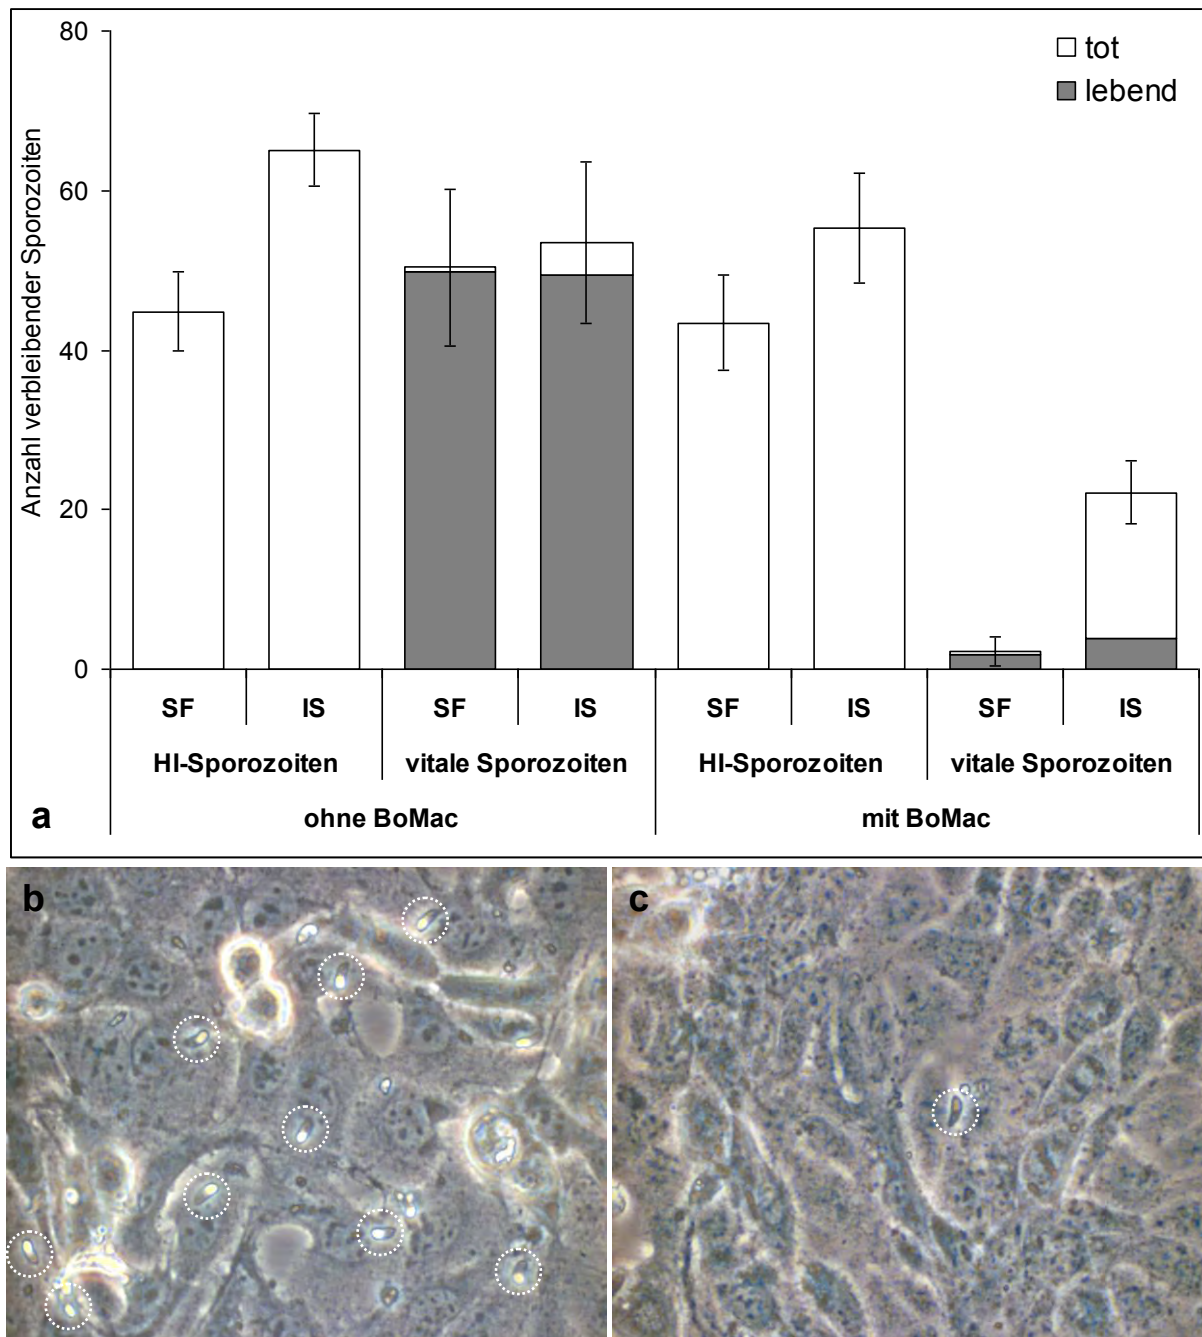 80
tot
lebend
Anzahl verbleibender Sporozoiten
60
40
20
0
SF IS SF IS SF IS SF IS
HI-Sporozoiten vitale Sporozoiten HI-Sporozoiten vitale Sporozoiten
a ohne BoMac mit BoMac
b c